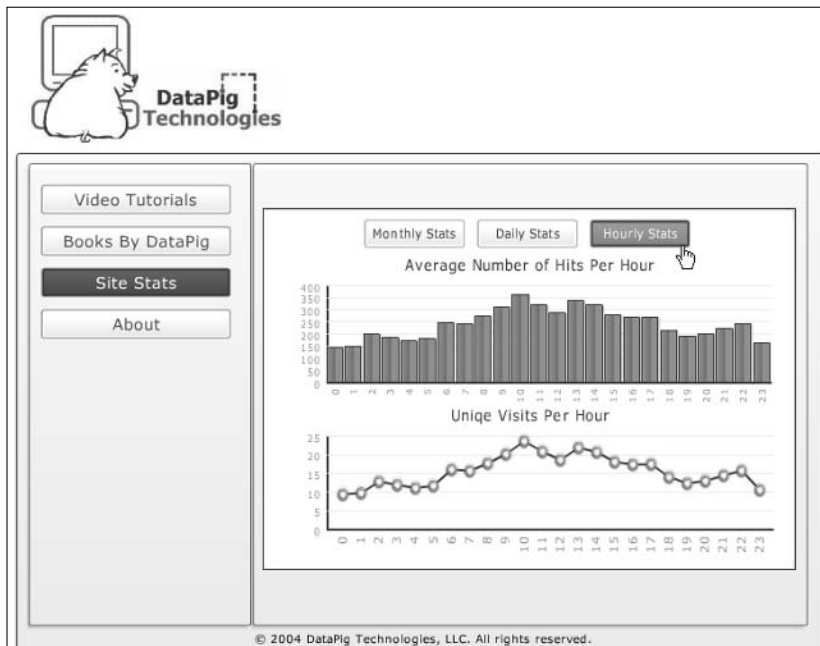 DataPig
Technologies
Video Tutorials
Books By DataPig
Site Stats
About
Monthly Stats Daily Stats Hourly Stats
Average Number of Hits Per Hour
400
350
300
250
200
150
100
50
0
0 1 2 3 4 5 6 7 8 9 10 11 12 13 14 15 16 17 18 19 20 21 22 23
Uniqe Visits Per Hour
25
20
15
10
5
0
0 1 2 3 4 5 6 7 8 9 10 11 12 13 14 15 16 17 18 19 20 21 22 23
© 2004 DataPig Technologies, LLC. All rights reserved.